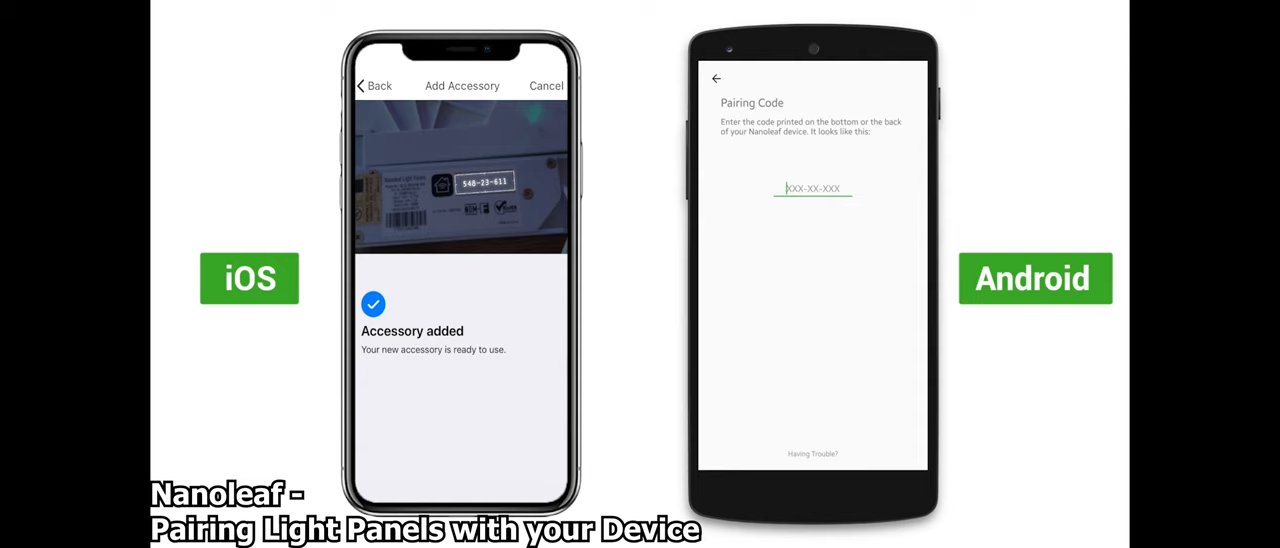 Back
Add Accessory
Cancel
548-23-611
iOS
Accessory added
Your new accessory is ready to use.
Pairing Code
Enter the code printed on the bottom or the back
of your Nanoleaf device. It looks like this:
XXX-XX-XXX
Having Trouble?
Android
Nanoleaf -
Pairing Light Panels with your Device